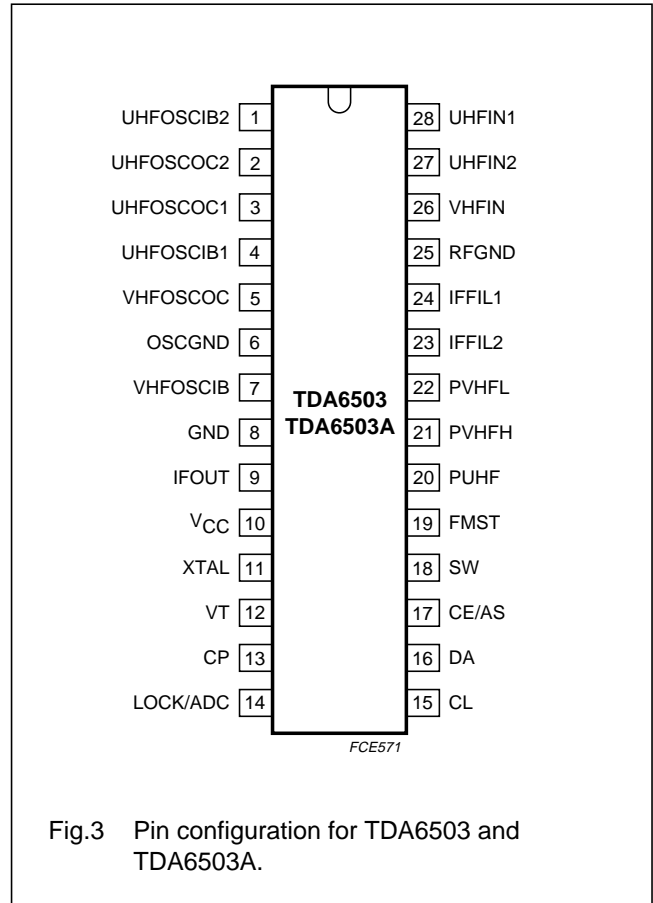 UHFOSCIB2 1 28 UHFIN1
UHFOSCOC2 2 27 UHFIN2
UHFOSCOC1 3 26 VHFIN
UHFOSCIB1 4 25 RFGND
VHFOSCOC 5 24 IFFIL1
OSCGND 6 23 IFFIL2
VHFOSCIB 7 22 PVHFL
TDA6503
TDA6503A
GND 8 21 PVHFH
IFOUT 9 20 PUHF
VCC 10 19 FMST
XTAL 11 18 SW
VT 12 17 CE/AS
CP 13 16 DA
LOCK/ADC 14 15 CL
FCE571
Fig.3 Pin configuration for TDA6503 and
TDA6503A.